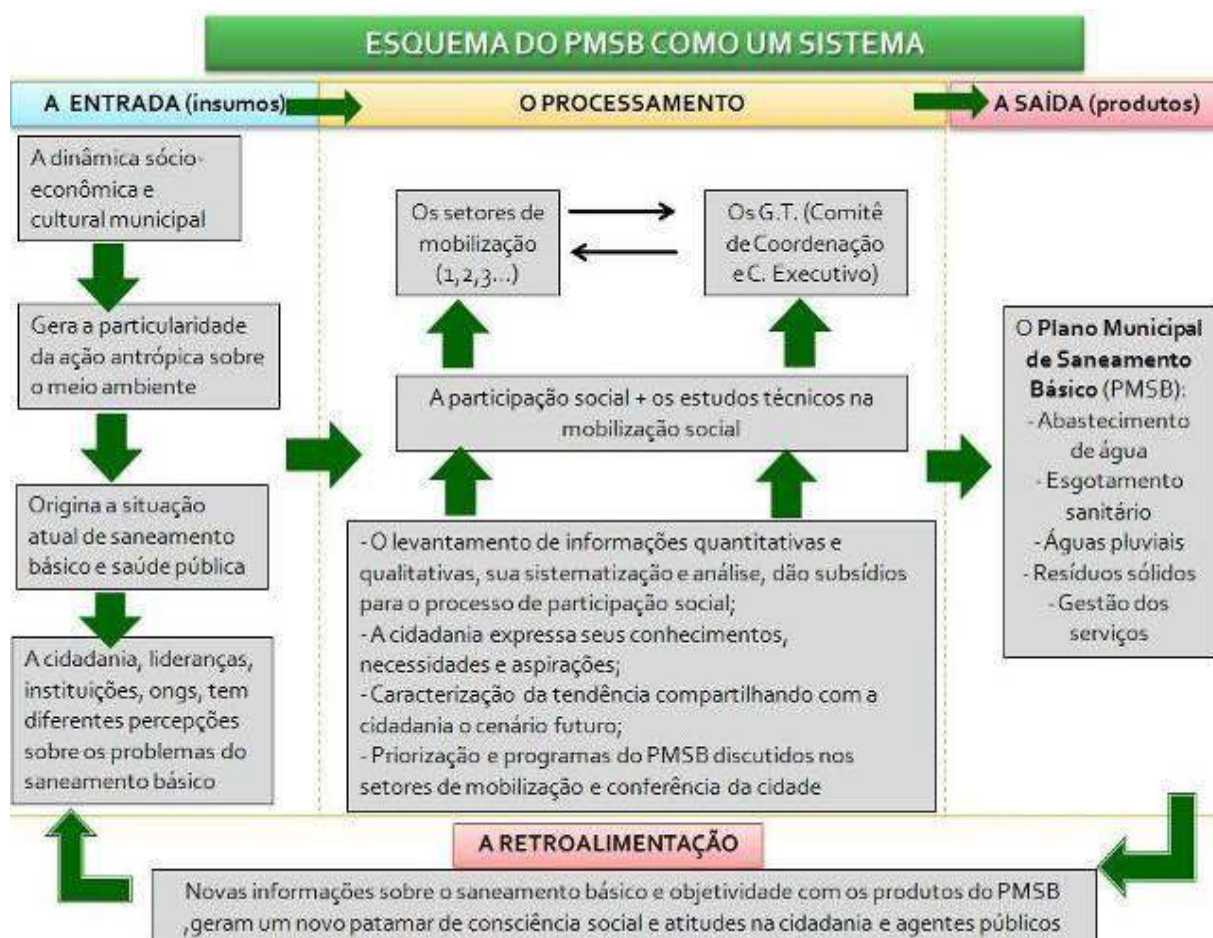 ESQUEMA DO PMSB COMO UM SISTEMA
A ENTRADA (insumos)
O PROCESSAMENTO
A SAÍDA (produtos)
A dinâmica sócio-
econômica e
cultural municipal
Gera a particularidade
da ação antrópica sobre
o meio ambiente
Origina a situação
atual de saneamento
básico e saúde pública
A cidadania, lideranças,
instituições, ongs, tem
diferentes percepções
sobre os problemas do
saneamento básico
Os setores de
mobilização
(1,2,3...)
Os G.T. (Comitê
de Coordenação
e C. Executivo)
A participação social + os estudos técnicos na
mobilização social
- O levantamento de informações quantitativas e
qualitativas, sua sistematização e análise, dão subsídios
para o processo de participação social;
- A cidadania expressa seus conhecimentos,
necessidades e aspirações;
- Caracterização da tendência compartilhando com a
cidadania o cenário futuro;
- Priorização e programas do PMSB discutidos nos
setores de mobilização e conferência da cidade
O Plano Municipal
de Saneamento
Básico (PMSB):
- Abastecimento
de água
- Esgotamento
sanitário
- Águas pluviais
- Resíduos sólidos
- Gestão dos
serviços
A RETROALIMENTAÇÃO
Novas informações sobre o saneamento básico e objetividade com os produtos do PMSB
,geram um novo patamar de consciência social e atitudes na cidadania e agentes públicos